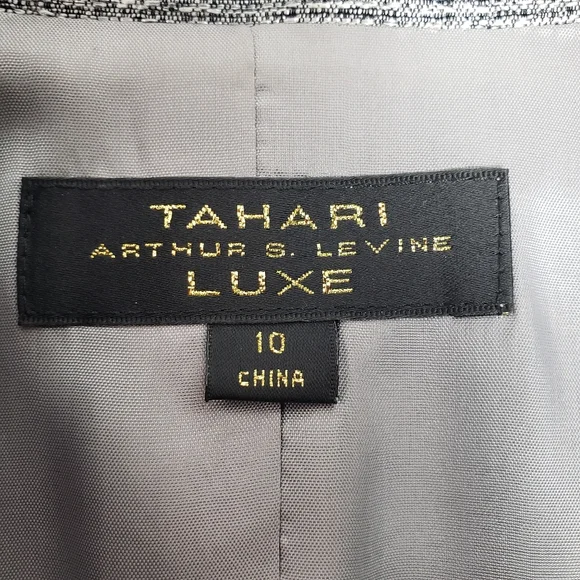 TAHARI
ARTHUR S. LEVINE
LUXE
10
CHINA